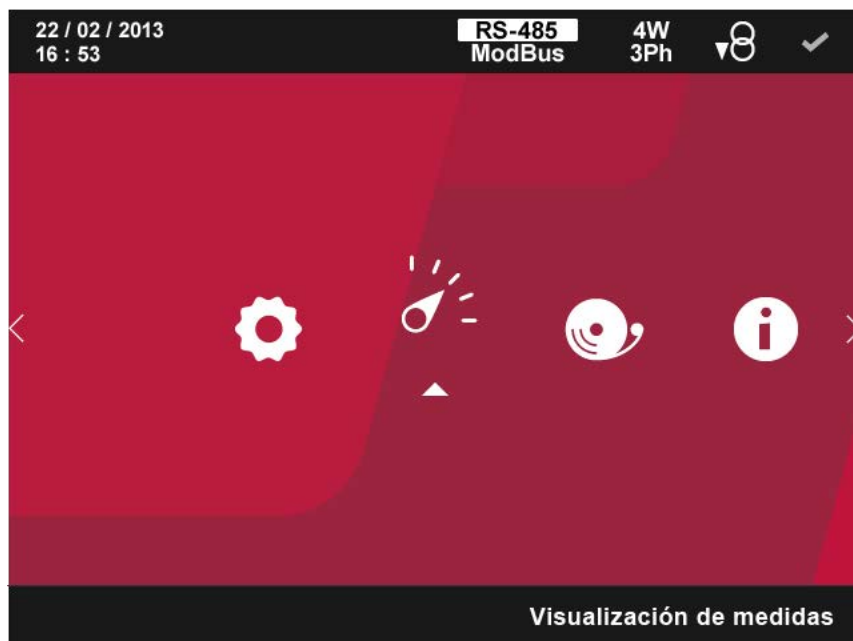 22 / 02 / 2013
16 : 53
RS-485
ModBus
4W
3Ph
Visualización de medidas